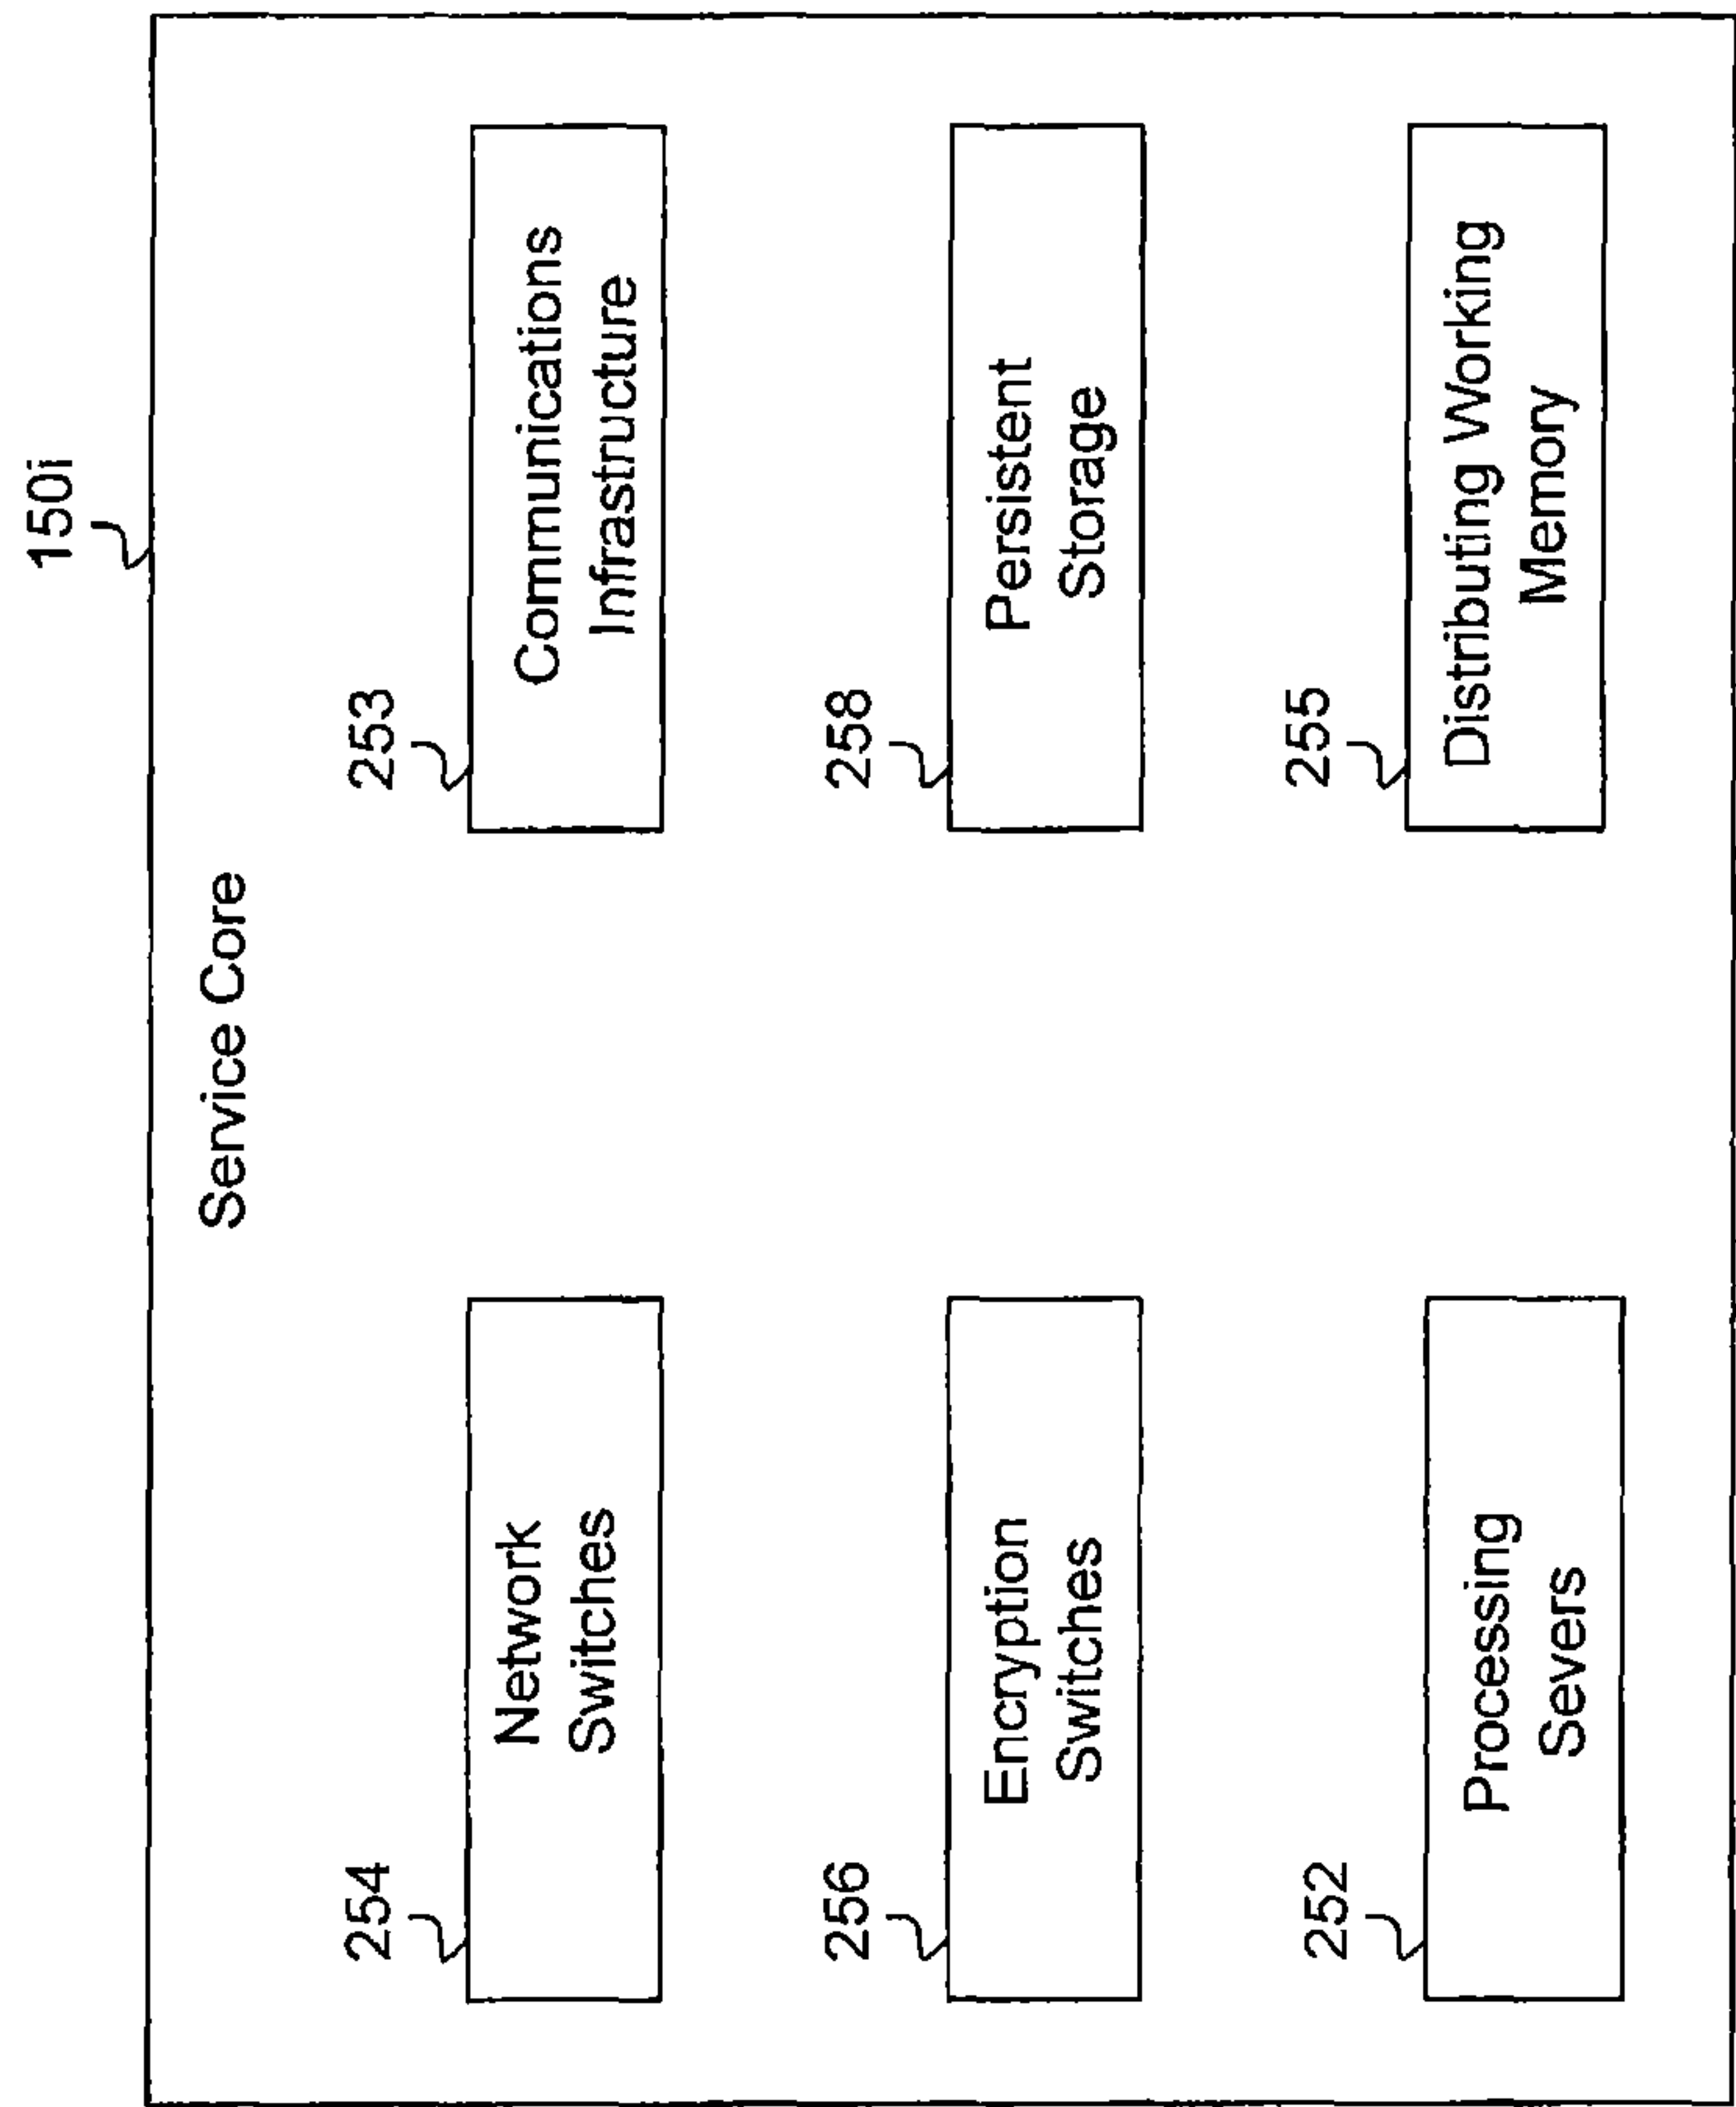 150i
Service Core
254
Network
Switches
253
Communications
Infrastructure
256
Encryption
Switches
258
Persistent
Storage
252
Processing
Severs
255
Distributing Working
Memory